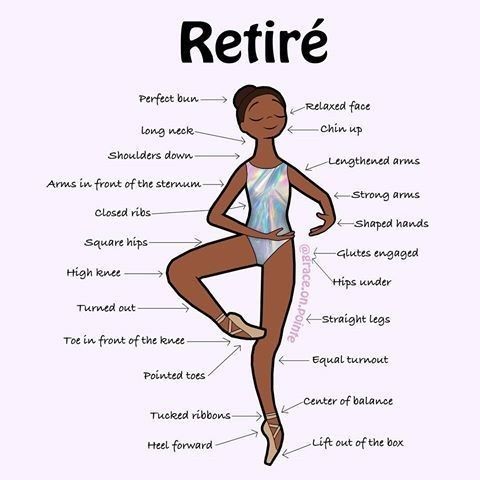 Retiré
Perfect bun
Relaxed face
long neck
Chin up
Shoulders down
Lengthened arms
Arms in front of the sternum
Strong arms
Closed ribs
Shaped hands
Square hips
Glutes engaged
High knee
Hips under
@grace.on.pointe
Turned out
Straight legs
Toe in front of the knee
Equal turnout
Pointed toes
Center of balance
Tucked ribbons
Heel forward
Lift out of the box